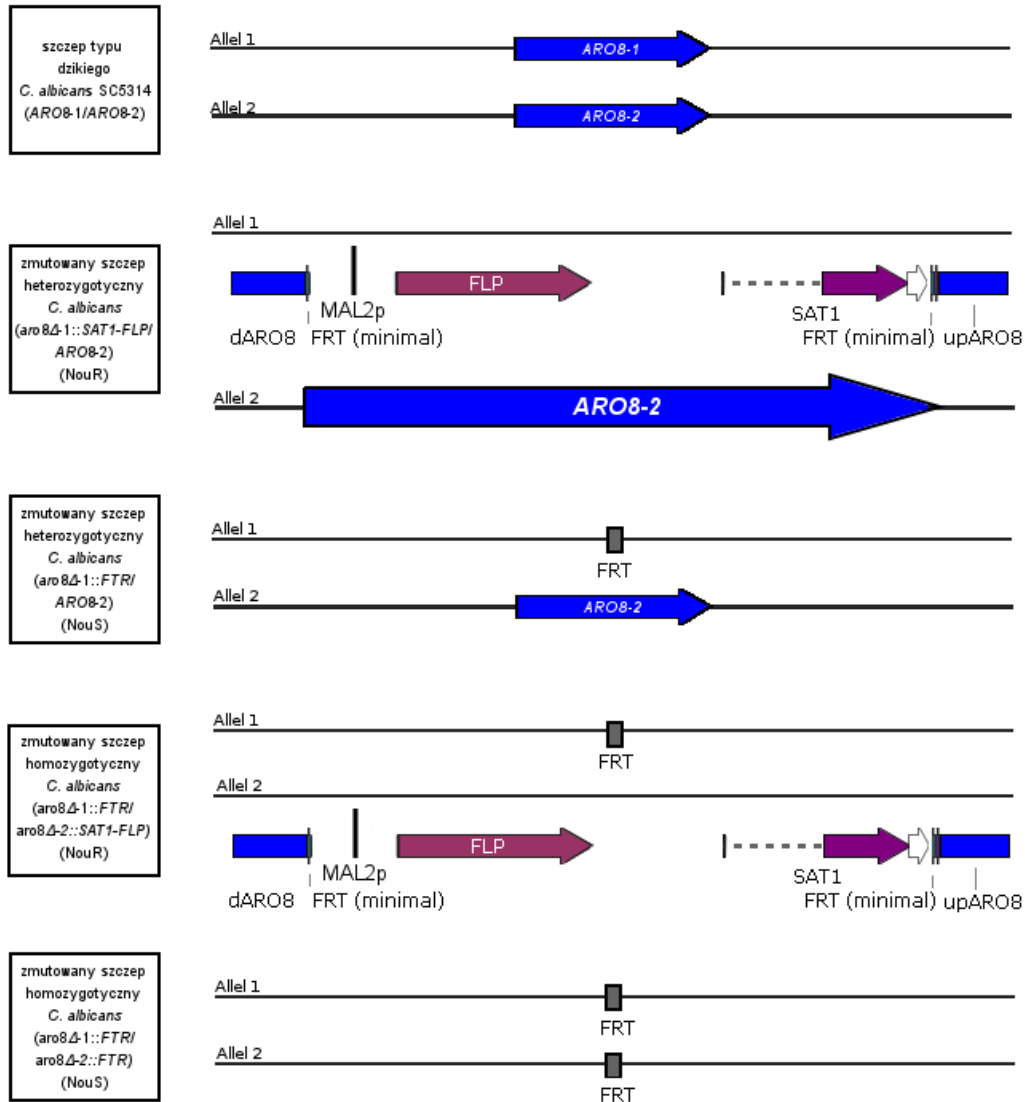 szczep typu
dzikiego
C. albicans SC5314
(ARO8-1/ARO8-2)
Allel 1
ARO8-1
Allel 2
ARO8-2
zmutowany szczep
heterozygotyczny
C. albicans
(aro8Δ-1::SAT1-FLP/
ARO8-2)
(NouR)
Allel 1
FLP
MAL2p
SAT1
dARO8
FRT (minimal)
FRT (minimal)
upARO8
Allel 2
ARO8-2
zmutowany szczep
heterozygotyczny
C. albicans
(aro8Δ-1::FTR/
ARO8-2)
(NouS)
Allel 1
FRT
Allel 2
ARO8-2
zmutowany szczep
homozygotyczny
C. albicans
(aro8Δ-1::FTR/
aro8Δ-2::SAT1-FLP)
(NouR)
Allel 1
FRT
Allel 2
FLP
MAL2p
SAT1
dARO8
FRT (minimal)
FRT (minimal)
upARO8
zmutowany szczep
homozygotyczny
C. albicans
(aro8Δ-1::FTR/
aro8Δ-2::FTR)
(NouS)
Allel 1
FRT
Allel 2
FRT